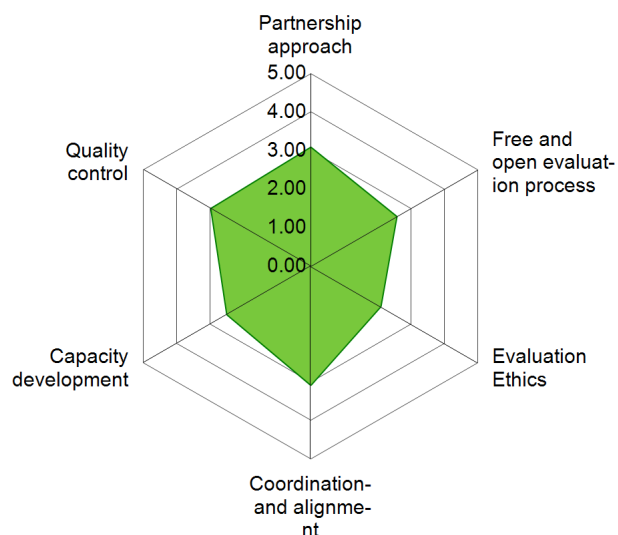 Partnership
approach
5.00
4.00
3.00
2.00
1.00
0.00
Free and
open evaluat-
ion process
Evaluation
Ethics
Coordination-
and alignme-
nt
Capacity
development
Quality
control